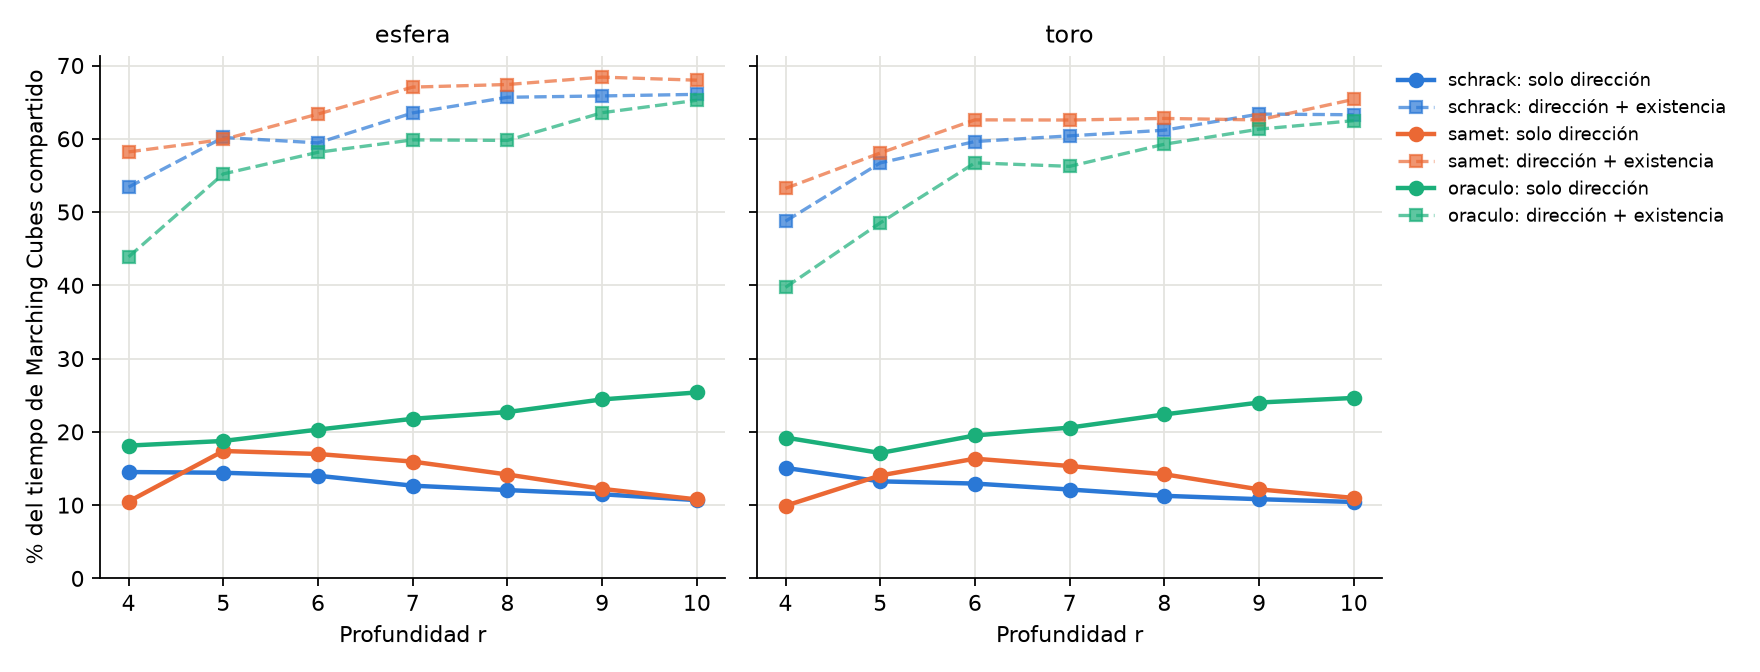 esfera
toro
% del tiempo de Marching Cubes compartido
70
60
50
40
30
20
10
0
4 5 6 7 8 9 10
4 5 6 7 8 9 10
Profundidad r
Profundidad r
schrack: solo dirección
schrack: dirección + existencia
samet: solo dirección
samet: dirección + existencia
oraculo: solo dirección
oraculo: dirección + existencia